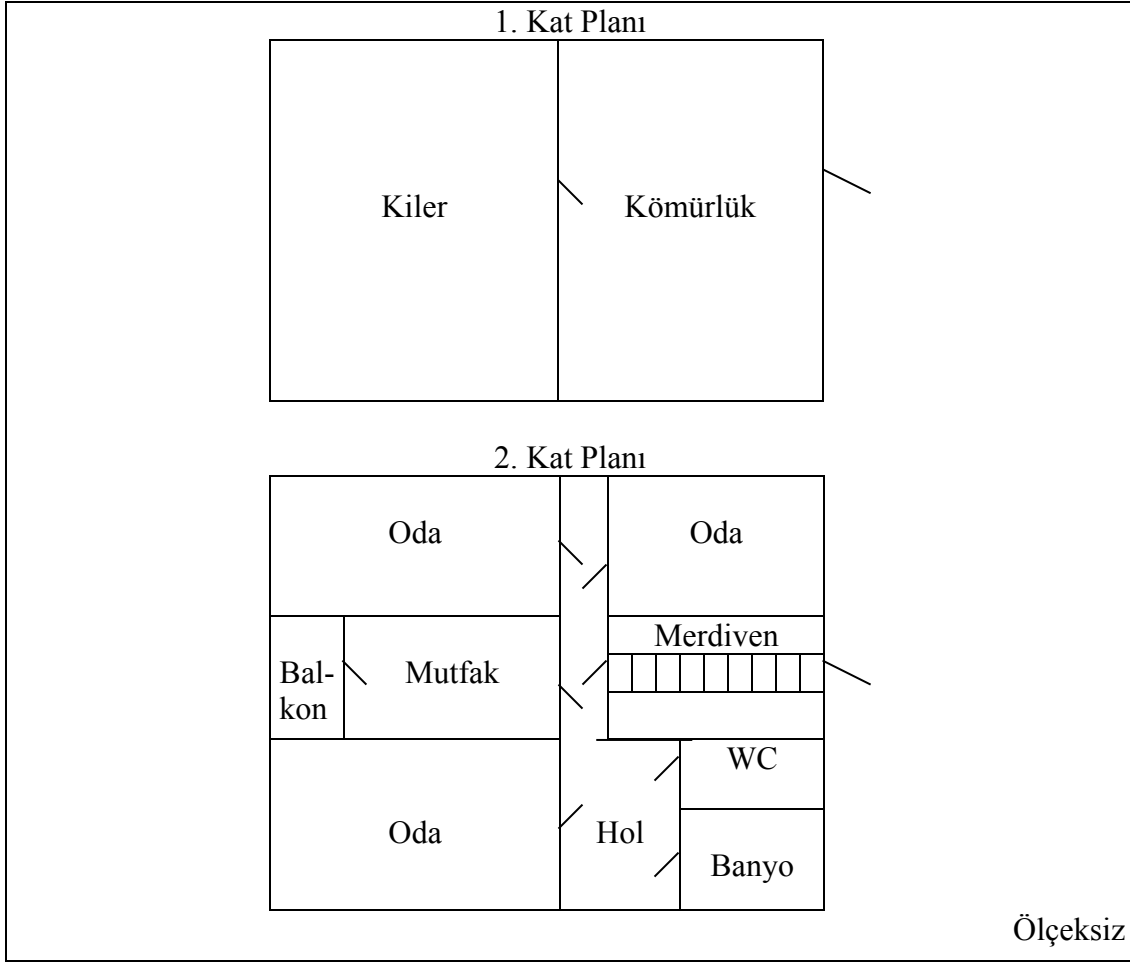 1. Kat Planı
Kiler
Kömürlük
2. Kat Planı
Oda
Oda
Merdiven
Bal-
kon
Mutfak
WC
Oda
Hol
Banyo
Ölçeksiz